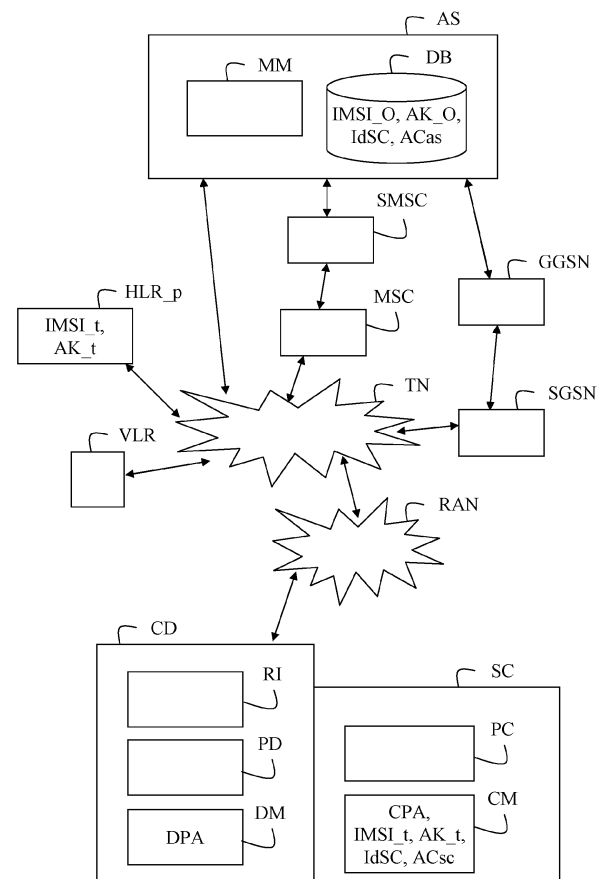 AS
MM
DB
IMSI_O, AK_O,
IdSC, ACas
SMSC
GGSN
HLR_p
MSC
IMSI_t,
AK_t
TN
SGSN
VLR
RAN
CD
SC
RI
PC
PD
DM
CM
DPA
CPA,
IMSI_t, AK_t,
IdSC, ACsc